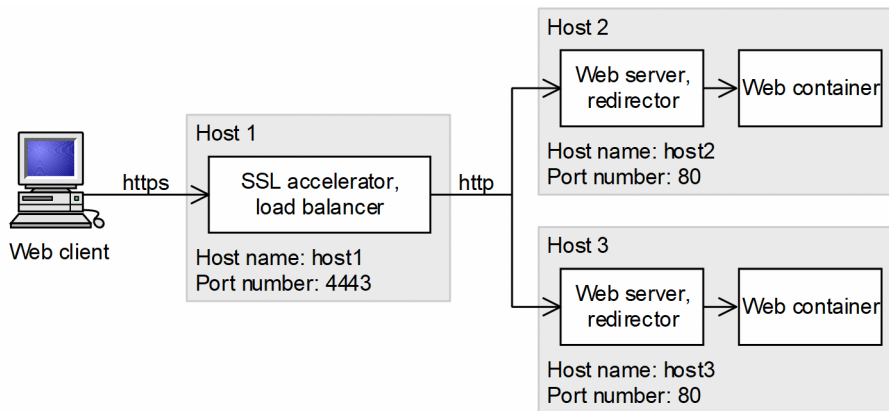 Host 2
Web server,
redirector
Web container
Host name: host2
Port number: 80
Host 1
https
SSL accelerator,
load balancer
http
Web client
Host name: host1
Port number: 4443
Host 3
Web server,
redirector
Web container
Host name: host3
Port number: 80